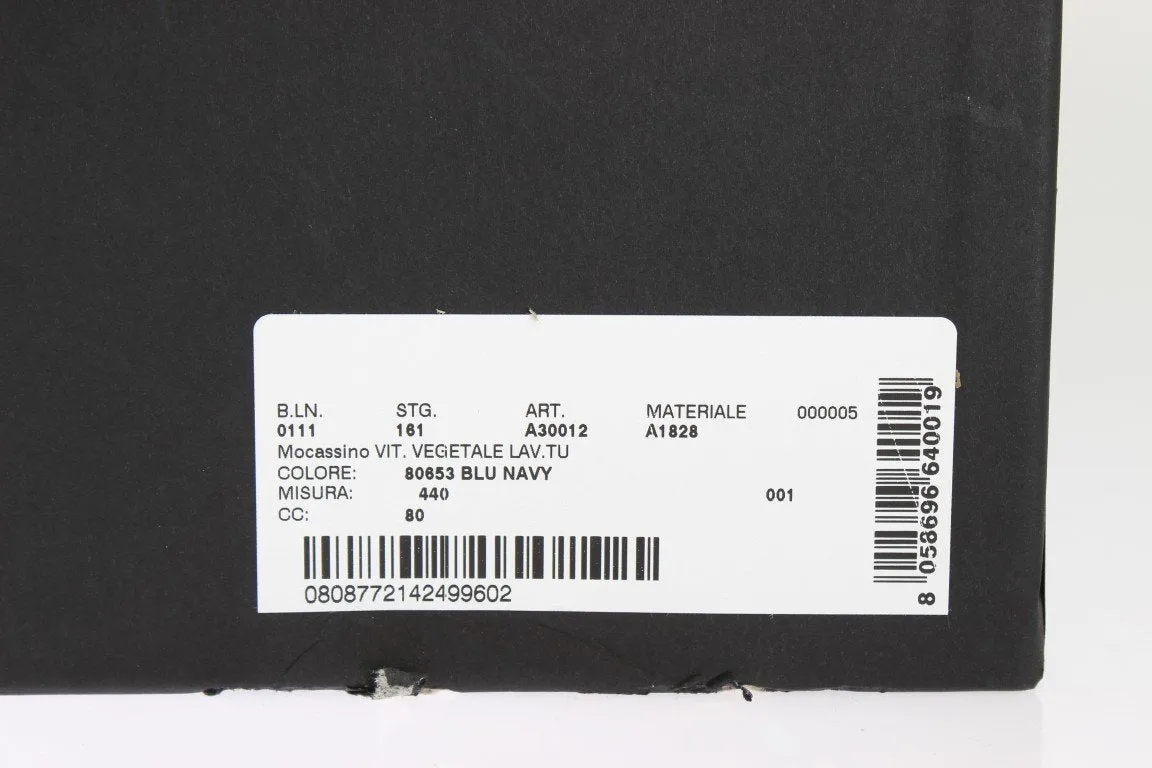 B.LN. STG. ART. MATERIALE 000005
0111 161 A30012 A1828
Mocassino VIT. VEGETALE LAV.TU
COLORE: 80653 BLU NAVY
MISURA: 440 001
CC: 80
0808772142499602
8 058696 640019